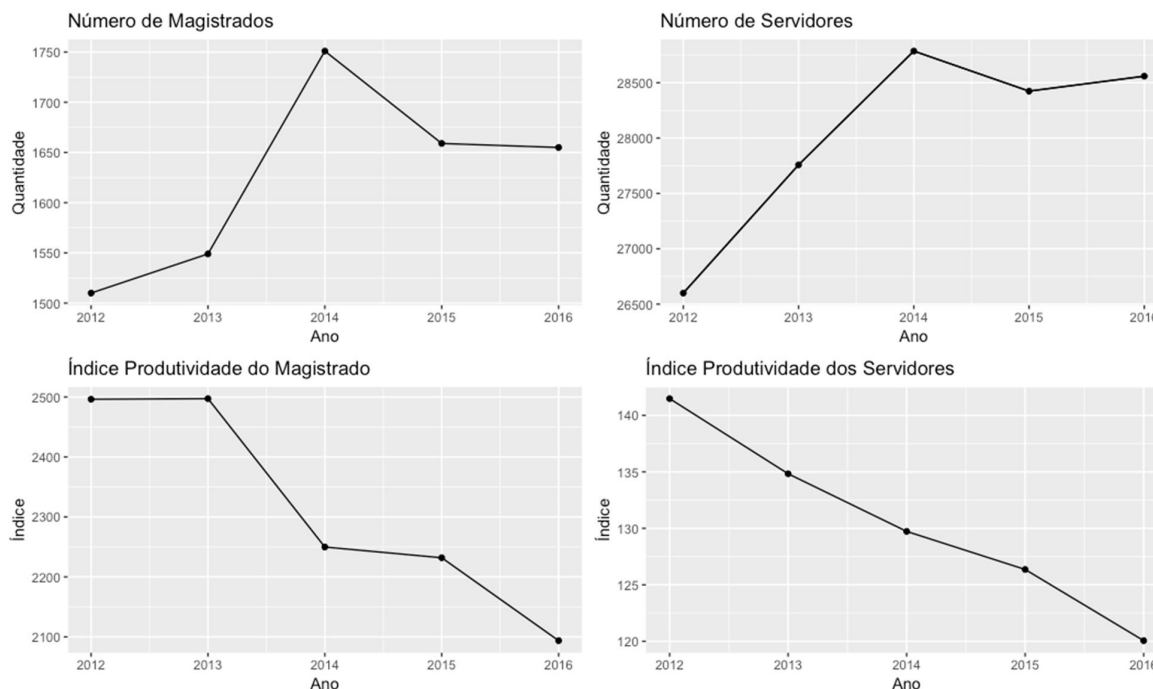 Número de Magistrados
1750
1700
1650
1600
1550
1500
Quantidade
2012 2013 2014 2015 2016
Ano
Número de Servidores
28500
28000
27500
27000
26500
Quantidade
2012 2013 2014 2015 2016
Ano
Índice Produtividade do Magistrado
2500
2400
2300
2200
2100
Índice
2012 2013 2014 2015 2016
Ano
Índice Produtividade dos Servidores
140
135
130
125
120
Índice
2012 2013 2014 2015 2016
Ano